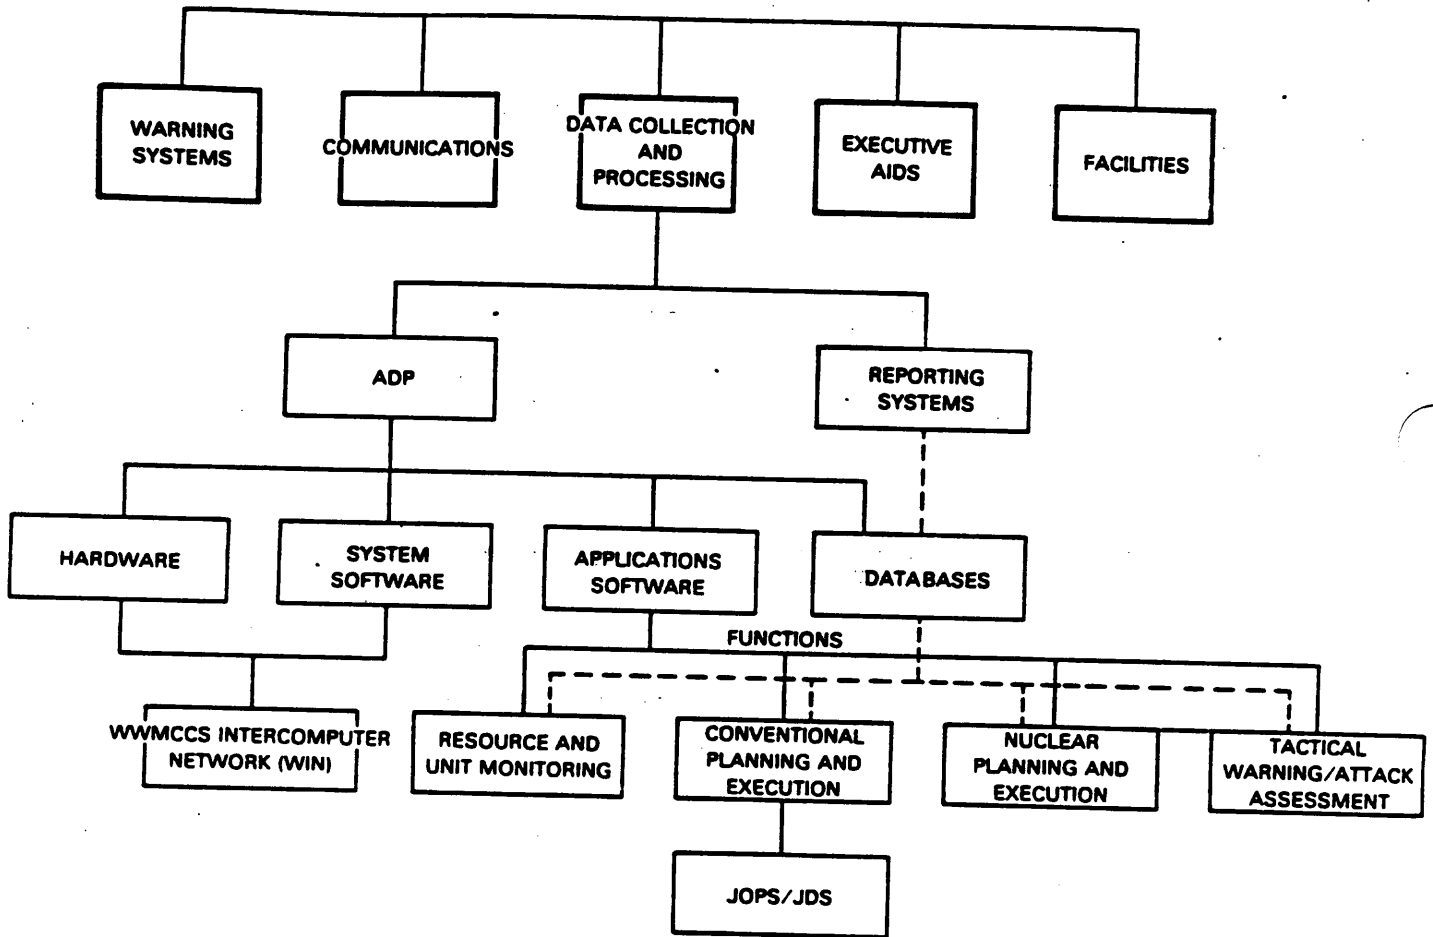 WARNING
SYSTEMS
COMMUNICATIONS
DATA COLLECTION
AND
PROCESSING
EXECUTIVE
AIDS
FACILITIES
ADP
REPORTING
SYSTEMS
HARDWARE
SYSTEM
SOFTWARE
APPLICATIONS
SOFTWARE
DATABASES
FUNCTIONS
WWMCCS INTERCOMPUTER
NETWORK (WIN)
RESOURCE AND
UNIT MONITORING
CONVENTIONAL
PLANNING AND
EXECUTION
NUCLEAR
PLANNING AND
EXECUTION
TACTICAL
WARNING/ATTACK
ASSESSMENT
JOPS/JDS